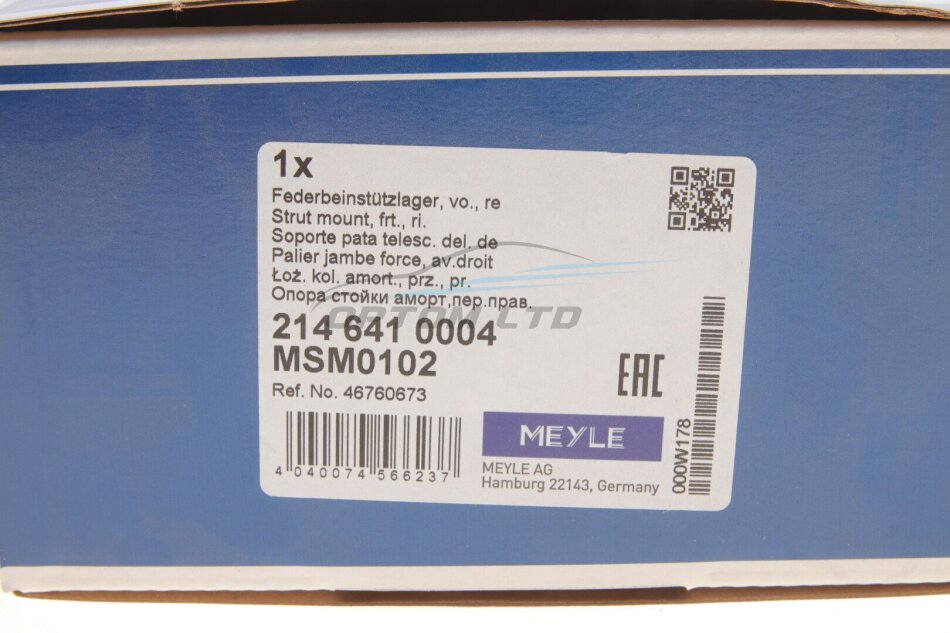 1x
Federbeinstützlager, vo., re
Strut mount, frt., ri.
Soporte pata telesc. del. de
Palier jambe force, av.droit
Łoż. kol. amort., prz., pr.
Опора стойки аморт,пер.прав.
OPTOM LTD
214 641 0004
MSM0102
Ref. No. 46760673
EAC
4 040074 566237
MEYLE
MEYLE AG
Hamburg 22143, Germany
000W178